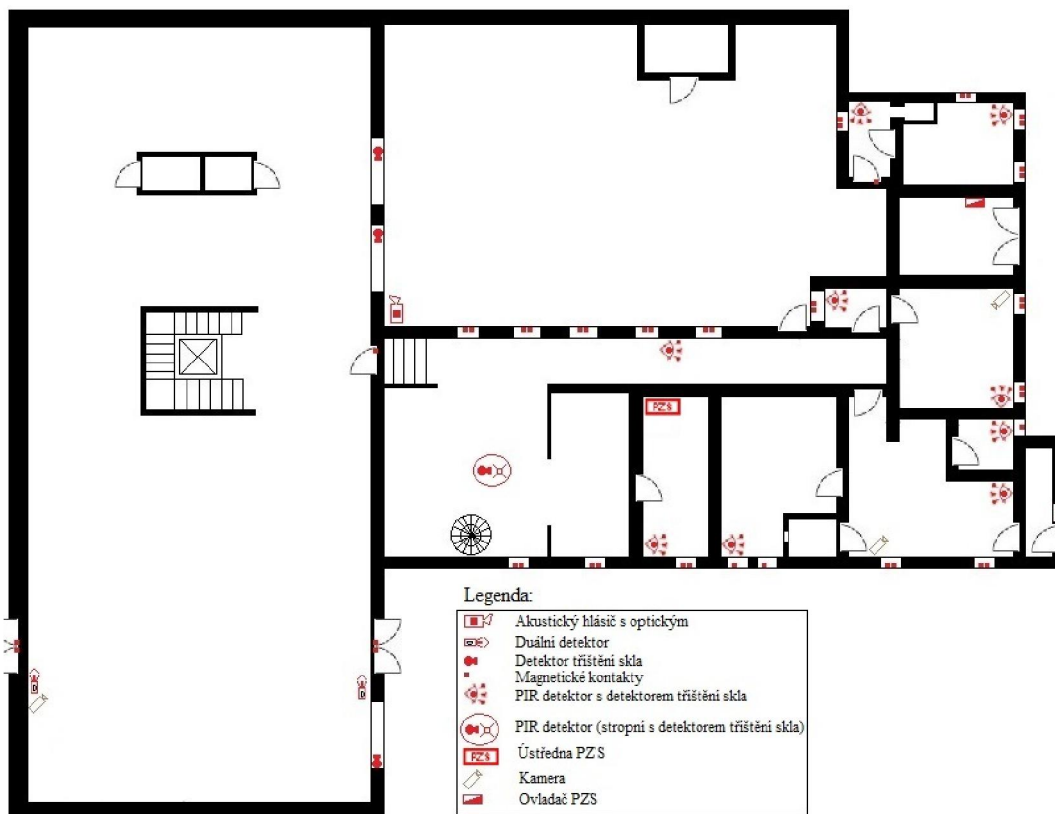 PZS
Legenda:
Akustický hlásič s optickým
Duální detektor
Detektor tříštění skla
Magnetické kontakty
PIR detektor s detektorem tříštění skla
PIR detektor (stropní s detektorem tříštění skla)
PZS Ústředna PZS
Kamera
Ovladač PZS
D
D